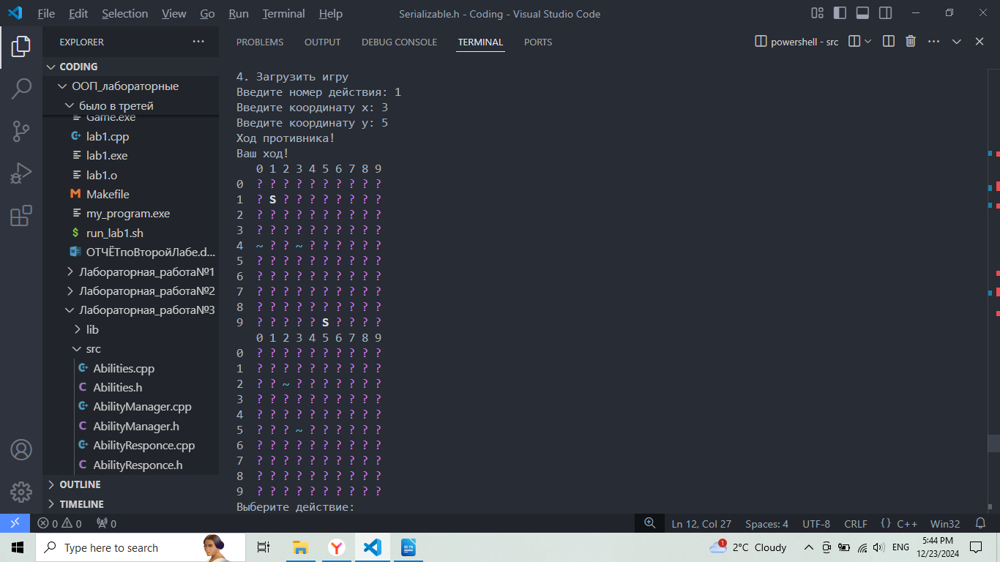 File Edit Selection View Go Run Terminal Help Serializable.h - Coding - Visual Studio Code
EXPLORER ···
PROBLEMS OUTPUT DEBUG CONSOLE TERMINAL PORTS powershell - src
CODING
ООП_лабораторные
было в третей
Game.exe
lab1.cpp
lab1.exe
lab1.o
Makefile
my_program.exe
$ run_lab1.sh
ОТЧЁТпоВторойЛабе.d...
Лабораторная_работа№1
Лабораторная_работа№2
Лабораторная_работа№3
lib
src
Abilities.cpp
C Abilities.h
AbilityManager.cpp
C AbilityManager.h
AbilityResponce.cpp
C AbilityResponce.h
OUTLINE
TIMELINE
4. Загрузить игру
Введите номер действия: 1
Введите координату x: 3
Введите координату y: 5
Ход противника!
Ваш ход!
0 1 2 3 4 5 6 7 8 9
0 ? ? ? ? ? ? ? ? ? ?
1 ? S ? ? ? ? ? ? ? ?
2 ? ? ? ? ? ? ? ? ? ?
3 ? ? ? ? ? ? ? ? ? ?
4 ~ ? ? ~ ? ? ? ? ? ?
5 ? ? ? ? ? ? ? ? ? ?
6 ? ? ? ? ? ? ? ? ? ?
7 ? ? ? ? ? ? ? ? ? ?
8 ? ? ? ? ? ? ? ? ? ?
9 ? ? ? ? ? S ? ? ? ?
0 1 2 3 4 5 6 7 8 9
0 ? ? ? ? ? ? ? ? ? ?
1 ? ? ? ? ? ? ? ? ? ?
2 ? ? ~ ? ? ? ? ? ? ?
3 ? ? ? ? ? ? ? ? ? ?
4 ? ? ? ? ? ? ? ? ? ?
5 ? ? ? ~ ? ? ? ? ? ?
6 ? ? ? ? ? ? ? ? ? ?
7 ? ? ? ? ? ? ? ? ? ?
8 ? ? ? ? ? ? ? ? ? ?
9 ? ? ? ? ? ? ? ? ? ?
Выберите действие:
0 0 0 Ln 12, Col 27 Spaces: 4 UTF-8 CRLF {} C++ Win32
Type here to search 1 2°C Cloudy ENG 5:44 PM
12/23/2024